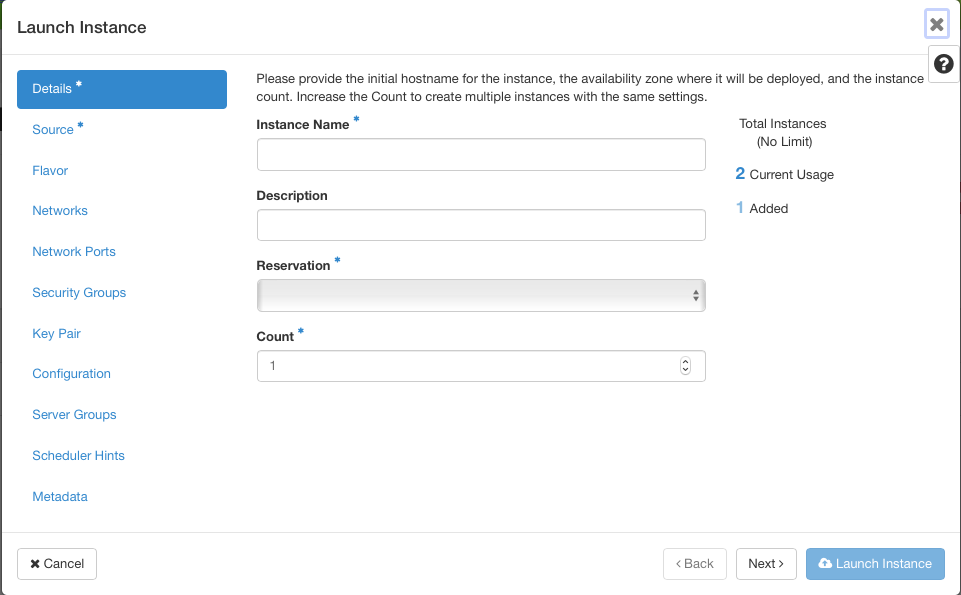 Launch Instance
Details *
Source *
Flavor
Networks
Network Ports
Security Groups
Key Pair
Configuration
Server Groups
Scheduler Hints
Metadata
Please provide the initial hostname for the instance, the availability zone where it will be deployed, and the instance
count. Increase the Count to create multiple instances with the same settings.
Instance Name *
Description
Reservation *
Count *
1
Total Instances
(No Limit)
2 Current Usage
1 Added
✖ Cancel
‹ Back
Next ›
Launch Instance